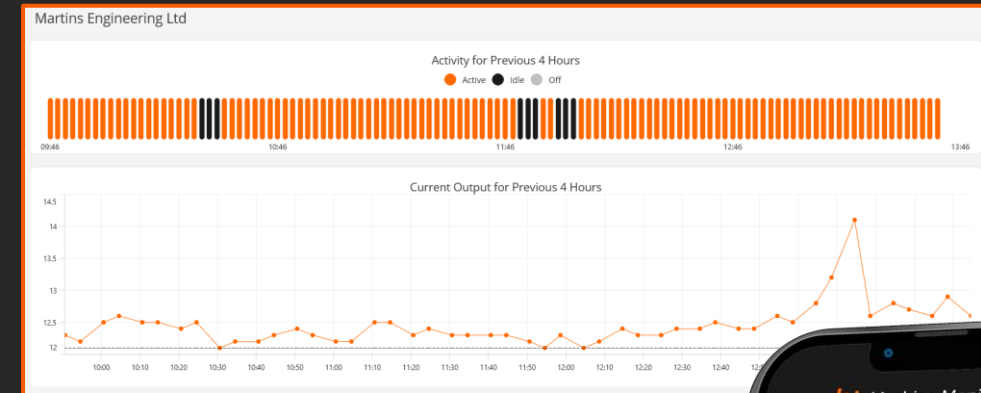 Martins Engineering Ltd
Activity for Previous 4 Hours
Active Idle Off
09:46 10:46 11:46 12:46 13:46
Current Output for Previous 4 Hours
14.5
14
13.5
13
12.5
12
10:00 10:10 10:20 10:30 10:40 10:50 11:00 11:10 11:20 11:30 11:40 11:50 12:00 12:10 12:20 12:30 12:40